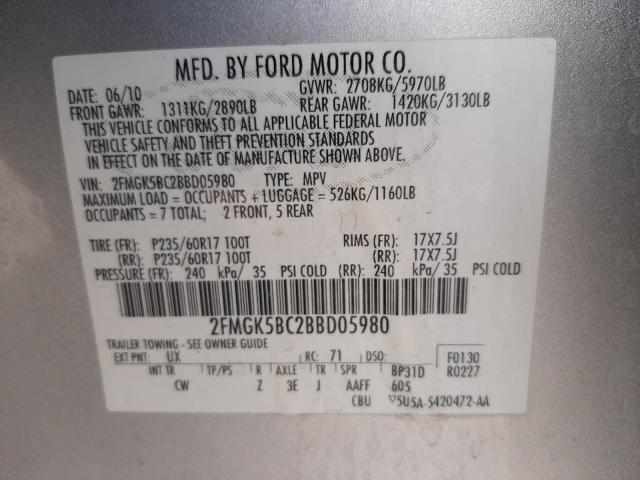 MFD. BY FORD MOTOR CO.
DATE: 06/10 GVWR: 2708KG/5970LB
FRONT GAWR: 1311KG/2890LB REAR GAWR: 1420KG/3130LB
THIS VEHICLE CONFORMS TO ALL APPLICABLE FEDERAL MOTOR
VEHICLE SAFETY AND THEFT PREVENTION STANDARDS
IN EFFECT ON THE DATE OF MANUFACTURE SHOWN ABOVE.
VIN: 2FMGK5BC2BBD05980 TYPE: MPV
MAXIMUM LOAD = OCCUPANTS + LUGGAGE = 526KG/1160LB
OCCUPANTS = 7 TOTAL; 2 FRONT, 5 REAR
TIRE (FR): P235/60R17 100T RIMS (FR): 17X7.5J
(RR): P235/60R17 100T (RR): 17X7.5J
PRESSURE (FR): 240 kPa/ 35 PSI COLD (RR): 240 kPa/ 35 PSI COLD
2FMGK5BC2BBD05980
TRAILER TOWING - SEE OWNER GUIDE
EXT PNT: UX RC: 71 DSO: F0130
INT TR TP/PS R AXLE TR SPR BP31D R0227
CW Z 3E J AAFF 605
CBU 5U5A-5420472-AA